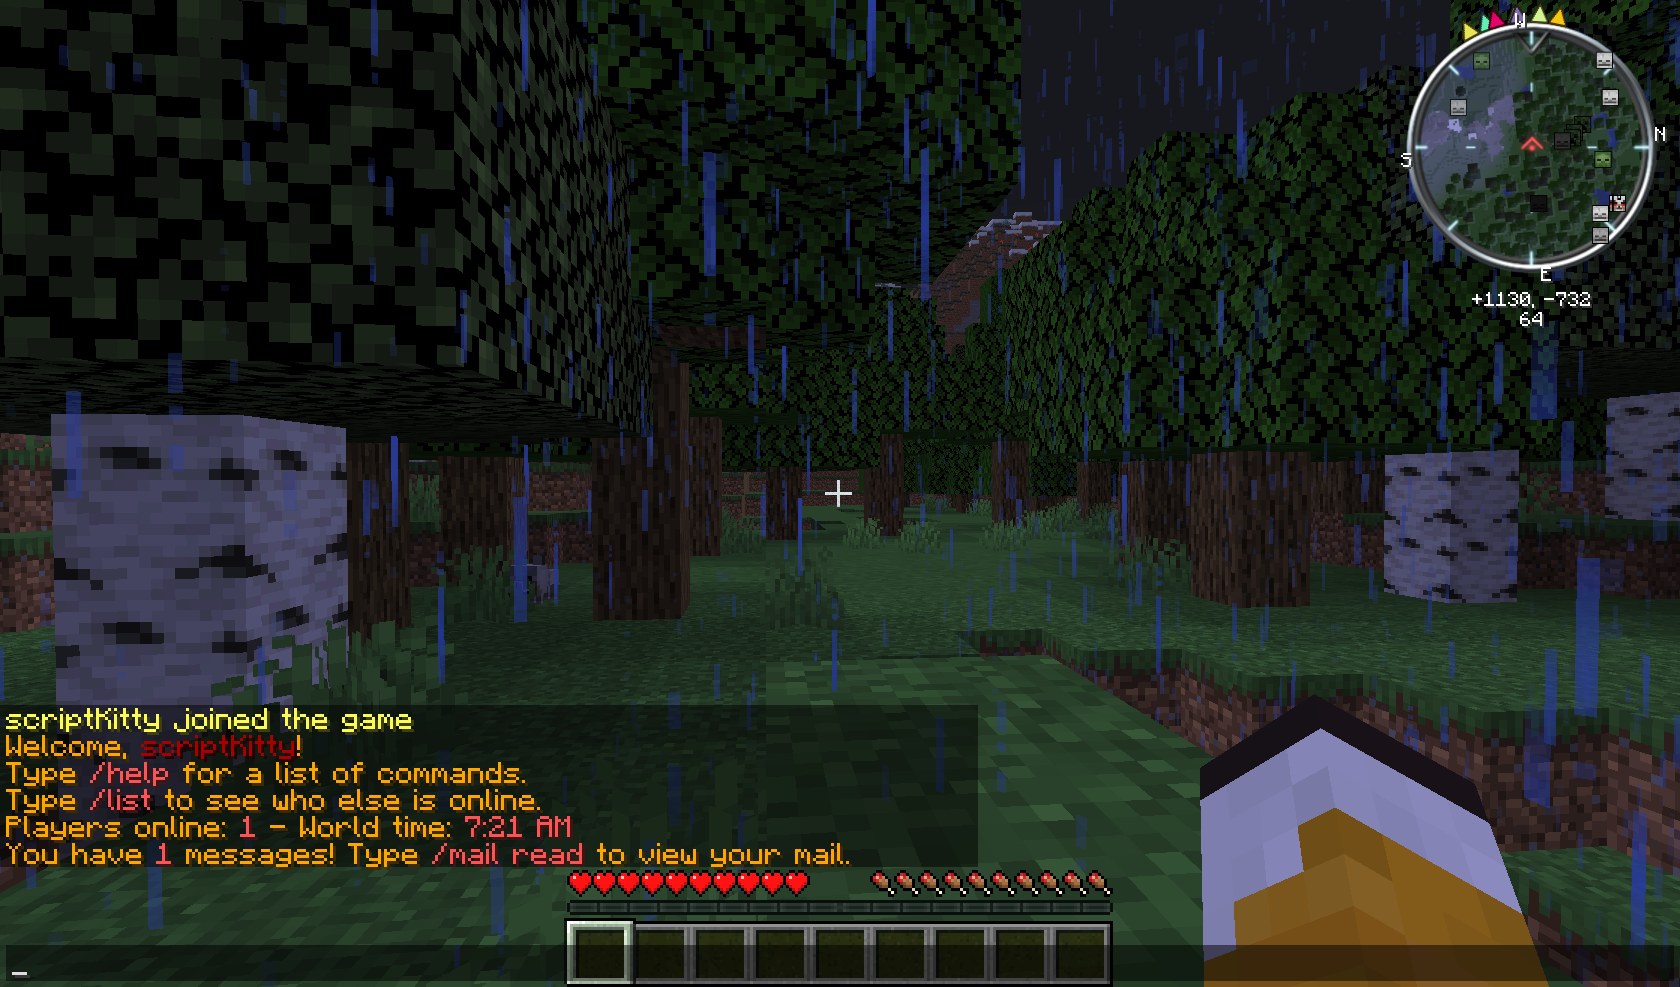 W
N
S
E
+1130, -732
64
scriptKitty joined the game
Welcome, scriptKitty!
Type /help for a list of commands.
Type /list to see who else is online.
Players online: 1 - World time: 7:21 AM
You have 1 messages! Type /mail read to view your mail.
_